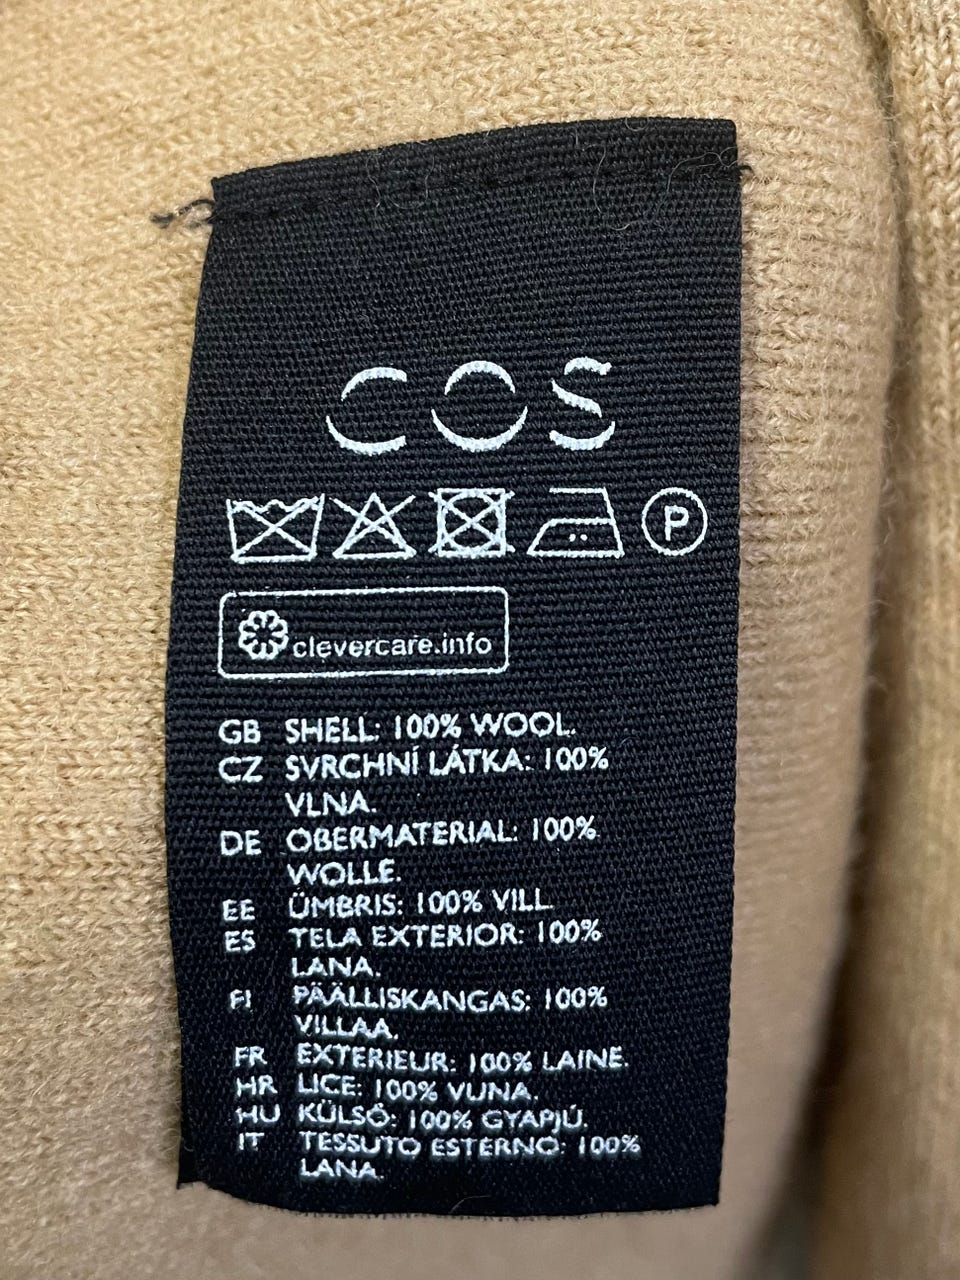 COS
P
clevercare.info
GB SHELL: 100% WOOL.
CZ SVRCHNÍ LÁTKA: 100%
VLNA.
DE OBERMATERIAL: 100%
WOLLE.
EE ÜMBRIS: 100% VILL.
ES TELA EXTERIOR: 100%
LANA.
FI PÄÄLLISKANGAS: 100%
VILLAA.
FR EXTERIEUR: 100% LAINE.
HR LICE: 100% VUNA.
HU KÜLSŐ: 100% GYAPJÚ.
IT TESSUTO ESTERNO: 100%
LANA.